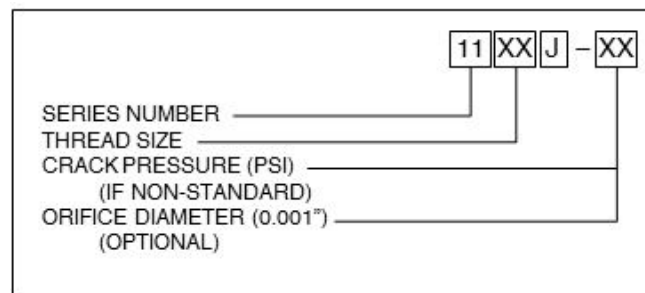 11 XX J – XX
SERIES NUMBER
THREAD SIZE
CRACK PRESSURE (PSI)
(IF NON-STANDARD)
ORIFICE DIAMETER (0.001”)
(OPTIONAL)